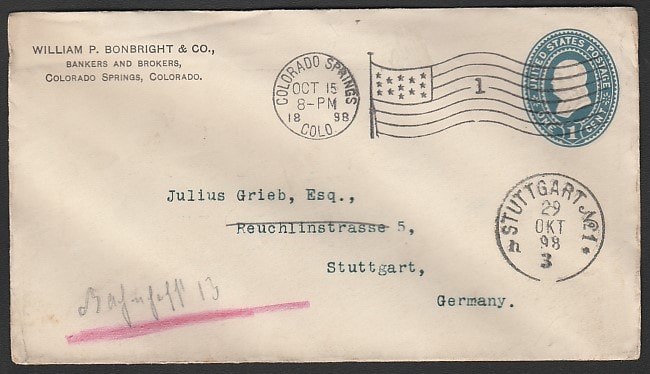 WILLIAM P. BONBRIGHT & CO.,
BANKERS AND BROKERS,
COLORADO SPRINGS, COLORADO.
COLORADO SPRINGS
OCT 15
8-PM
18 98
COLO.
1
UNITED STATES POSTAGE
CENT
Julius Grieb, Esq.,
Reuchlinstrasse 5,
Stuttgart,
Germany.
STUTTGART No. 1
29
OKT
98
h 3
13